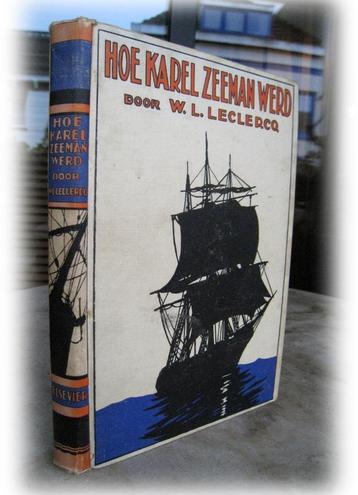 HOE KAREL ZEEMAN WERD
DOOR W. L. LECLERCQ
HOE
KAREL
ZEEMAN
WERD
DOOR
W.L. LECLERCQ
ELSEVIER